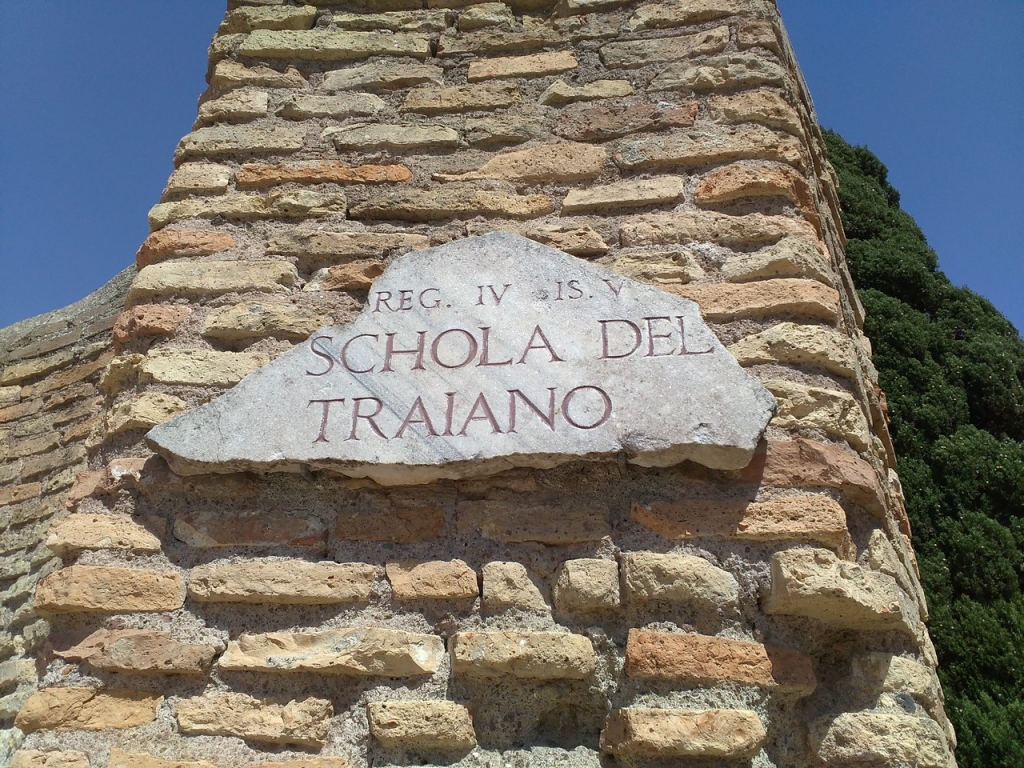 REG. IV IS. V
SCHOLA DEL
TRAIANO